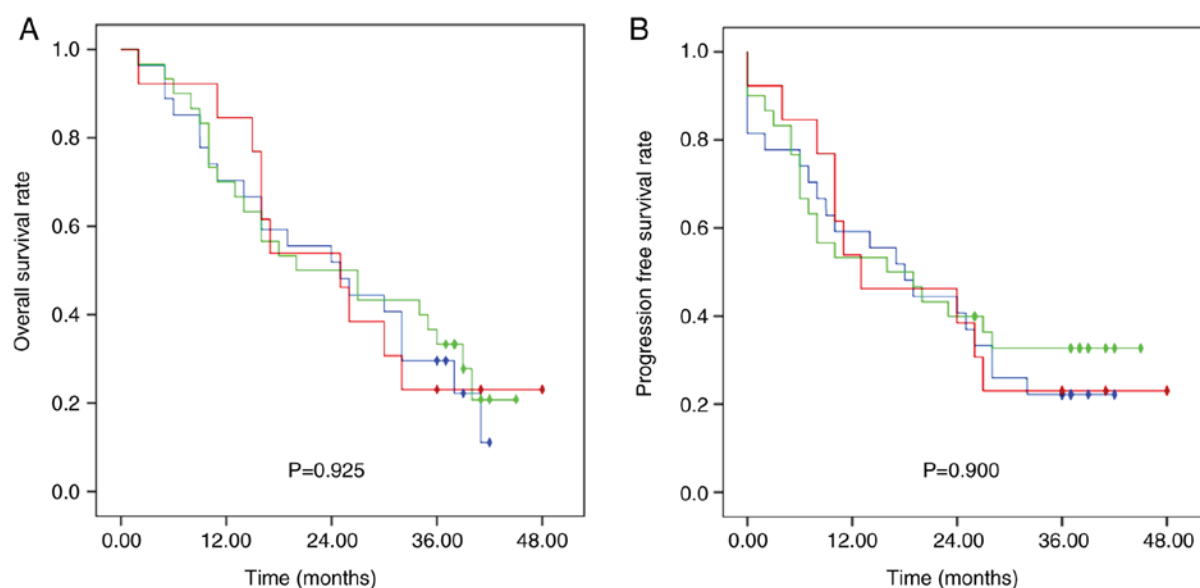 A
Overall survival rate
1.0
0.8
0.6
0.4
0.2
0.0
P=0.925
0.00 12.00 24.00 36.00 48.00
Time (months)
B
Progression free survival rate
1.0
0.8
0.6
0.4
0.2
0.0
P=0.900
0.00 12.00 24.00 36.00 48.00
Time (months)